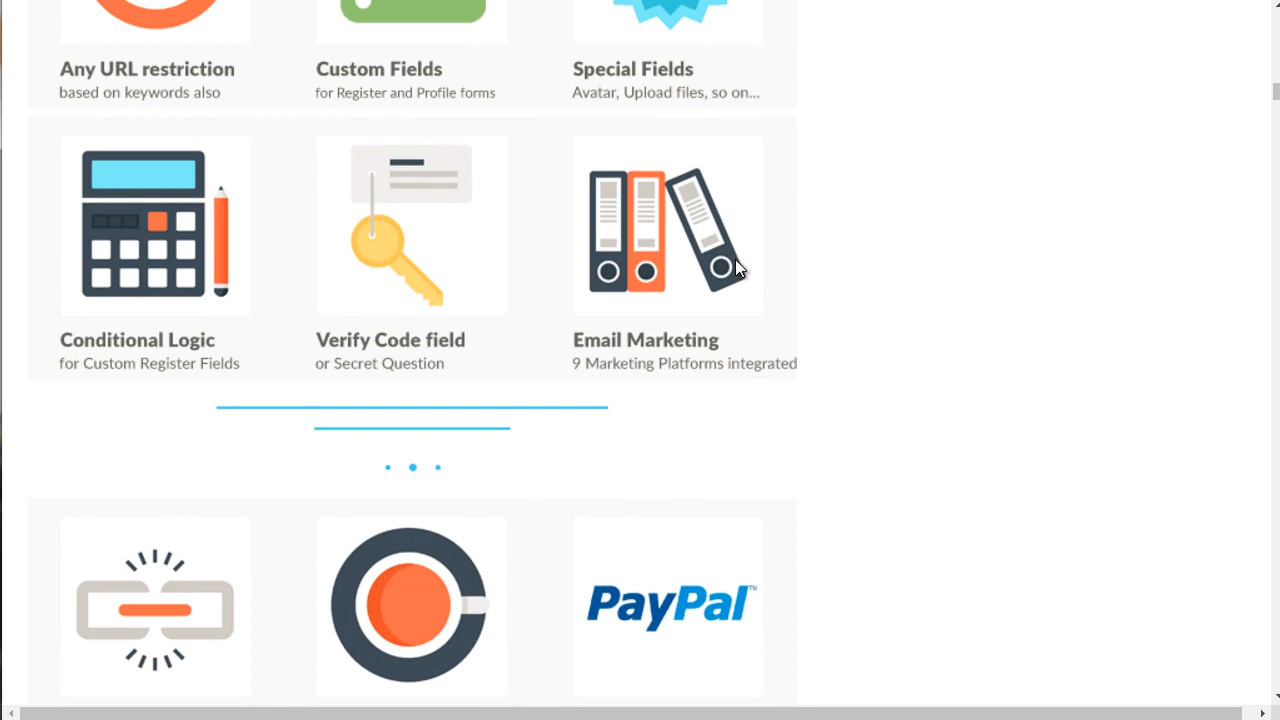 Any URL restriction
based on keywords also
Custom Fields
for Register and Profile forms
Special Fields
Avatar, Upload files, so on...
Conditional Logic
for Custom Register Fields
Verify Code field
or Secret Question
Email Marketing
9 Marketing Platforms integrated
PayPal™